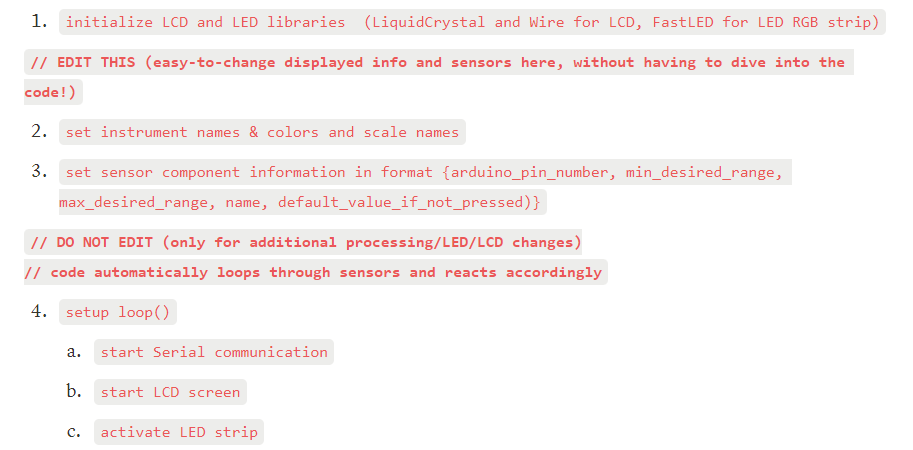 1. initialize LCD and LED libraries  (LiquidCrystal and Wire for LCD, FastLED for LED RGB strip)
// EDIT THIS (easy-to-change displayed info and sensors here, without having to dive into the
code!)
2. set instrument names & colors and scale names
3. set sensor component information in format {arduino_pin_number, min_desired_range,
max_desired_range, name, default_value_if_not_pressed)}
// DO NOT EDIT (only for additional processing/LED/LCD changes)
// code automatically loops through sensors and reacts accordingly
4. setup loop()
a. start Serial communication
b. start LCD screen
c. activate LED strip